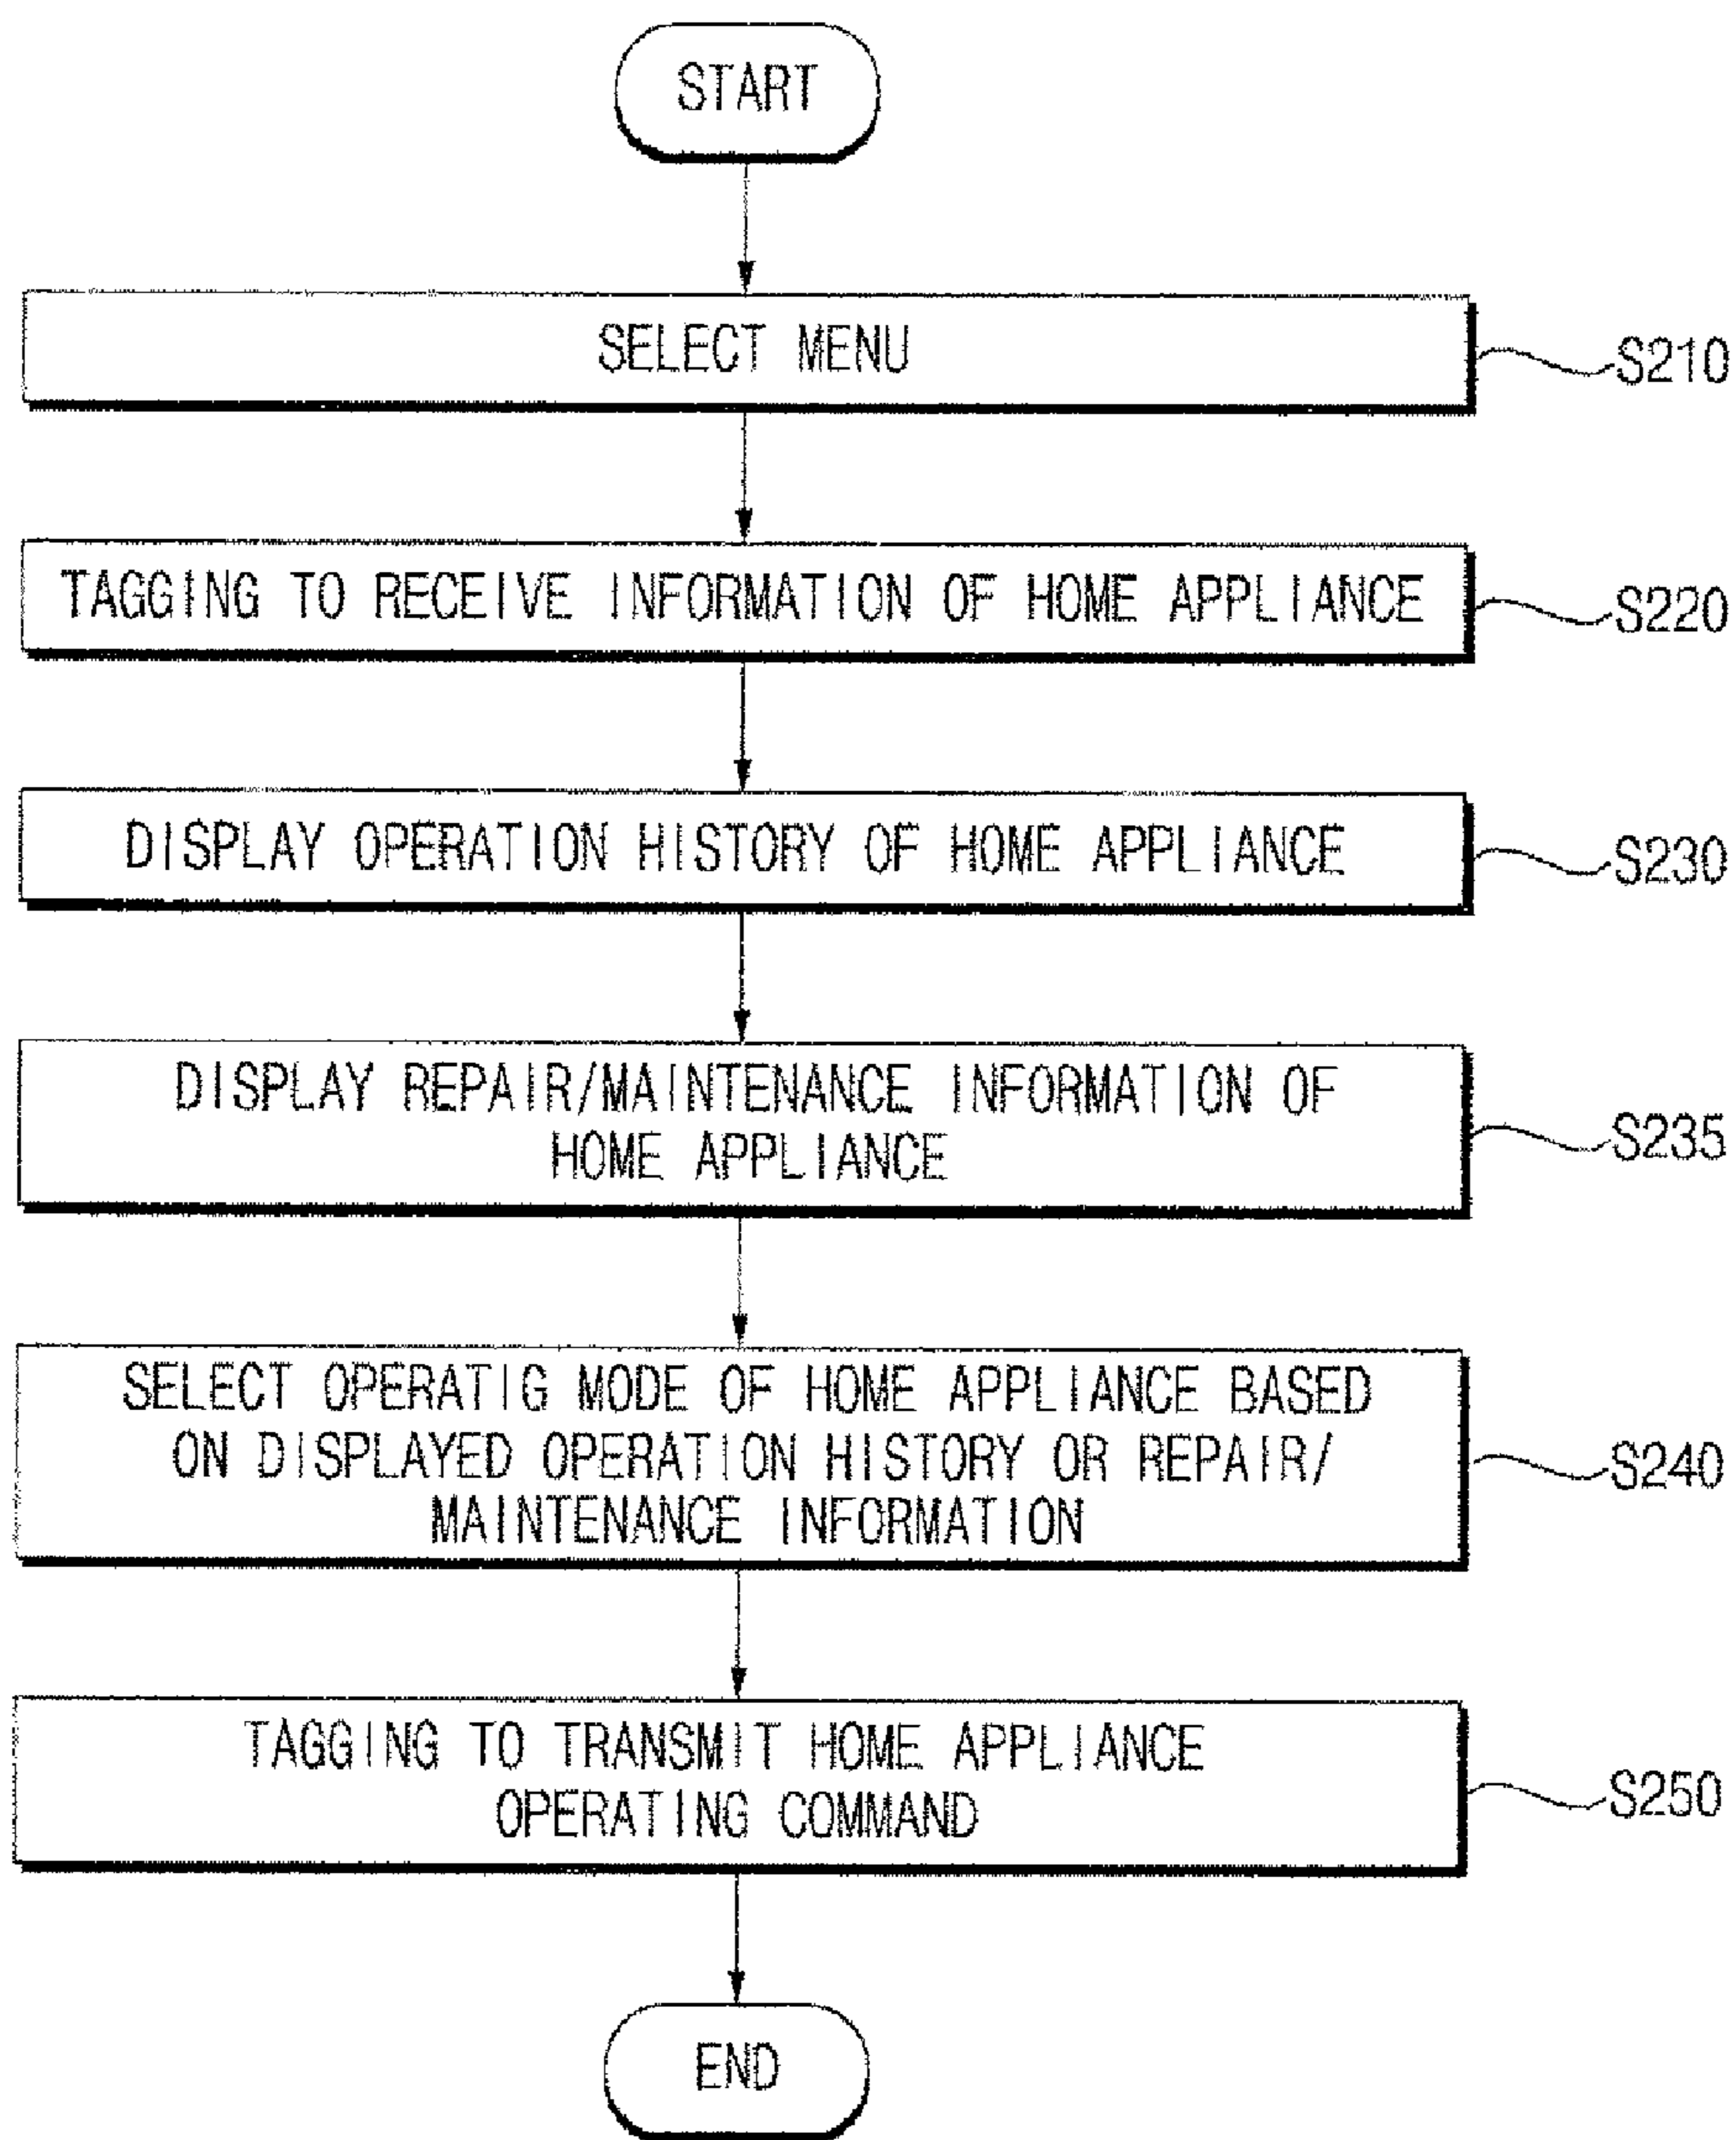 START
SELECT MENU
S210
TAGGING TO RECEIVE INFORMATION OF HOME APPLIANCE
S220
DISPLAY OPERATION HISTORY OF HOME APPLIANCE
S230
DISPLAY REPAIR/MAINTENANCE INFORMATION OF
HOME APPLIANCE
S235
SELECT OPERATIG MODE OF HOME APPLIANCE BASED
ON DISPLAYED OPERATION HISTORY OR REPAIR/
MAINTENANCE INFORMATION
S240
TAGGING TO TRANSMIT HOME APPLIANCE
OPERATING COMMAND
S250
END